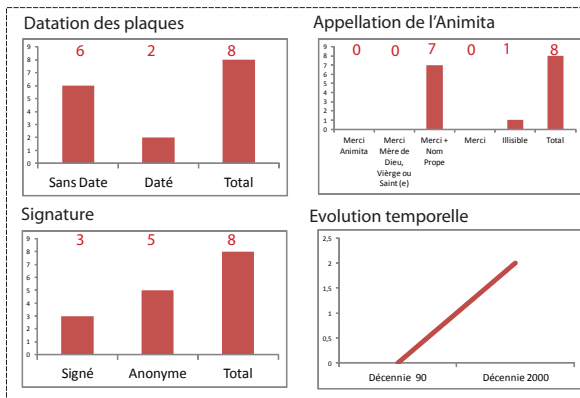 Datation des plaques
6 2 8
9
8
7
6
5
4
3
2
1
0
Sans Date Daté Total
Appellation de l'Animita
0 0 7 0 1 8
9
8
7
6
5
4
3
2
1
0
Merci Animita
Merci Mère de Dieu, Vièrge ou Saint (e)
Merci + Nom Prope
Merci
Illisible
Total
Signature
3 5 8
9
8
7
6
5
4
3
2
1
0
Signé Anonyme Total
Evolution temporelle
2,5
2
1,5
1
0,5
0
Décennie 90 Décennie 2000